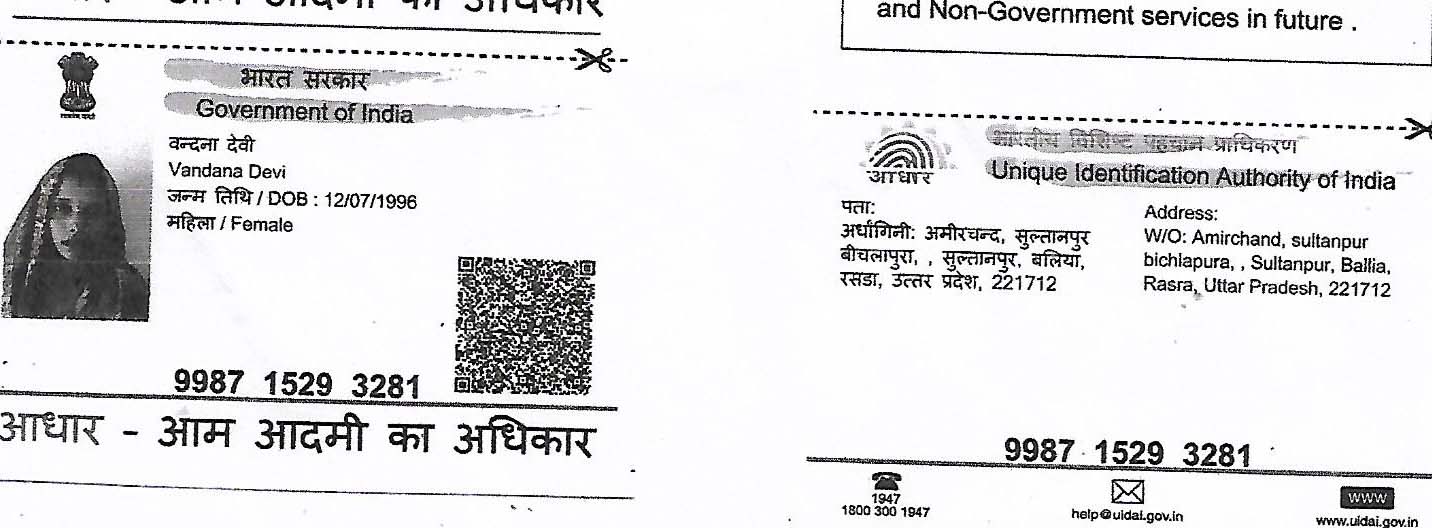 - आम आदमी का अधिकार
भारत सरकार
Government of India
वन्दना देवी
Vandana Devi
जन्म तिथि / DOB : 12/07/1996
महिला / Female
9987 1529 3281
आधार - आम आदमी का अधिकार
and Non-Government services in future .
भारतीय विशिष्ट पहचान प्राधिकरण
आधार
Unique Identification Authority of India
पता:
अर्धांगिनी: अमीरचन्द, सुल्तानपुर
बीचलापुरा, , सुल्तानपुर, बलिया,
रसडा, उत्तर प्रदेश, 221712
Address:
W/O: Amirchand, sultanpur
bichlapura, , Sultanpur, Ballia,
Rasra, Uttar Pradesh, 221712
9987 1529 3281
1947
1800 300 1947
help@uidai.gov.in
www
www.uidai.gov.in